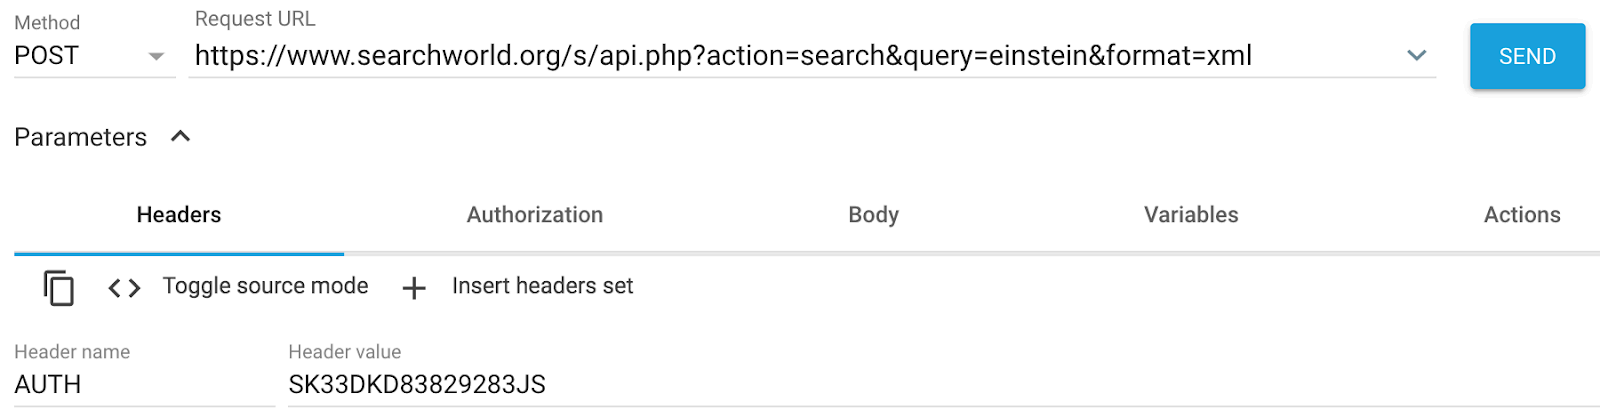 Method
Request URL
POST
https://www.searchworld.org/s/api.php?action=search&query=einstein&format=xml
SEND
Parameters
Headers Authorization Body Variables Actions
Toggle source mode Insert headers set
Header name Header value
AUTH SK33DKD83829283JS